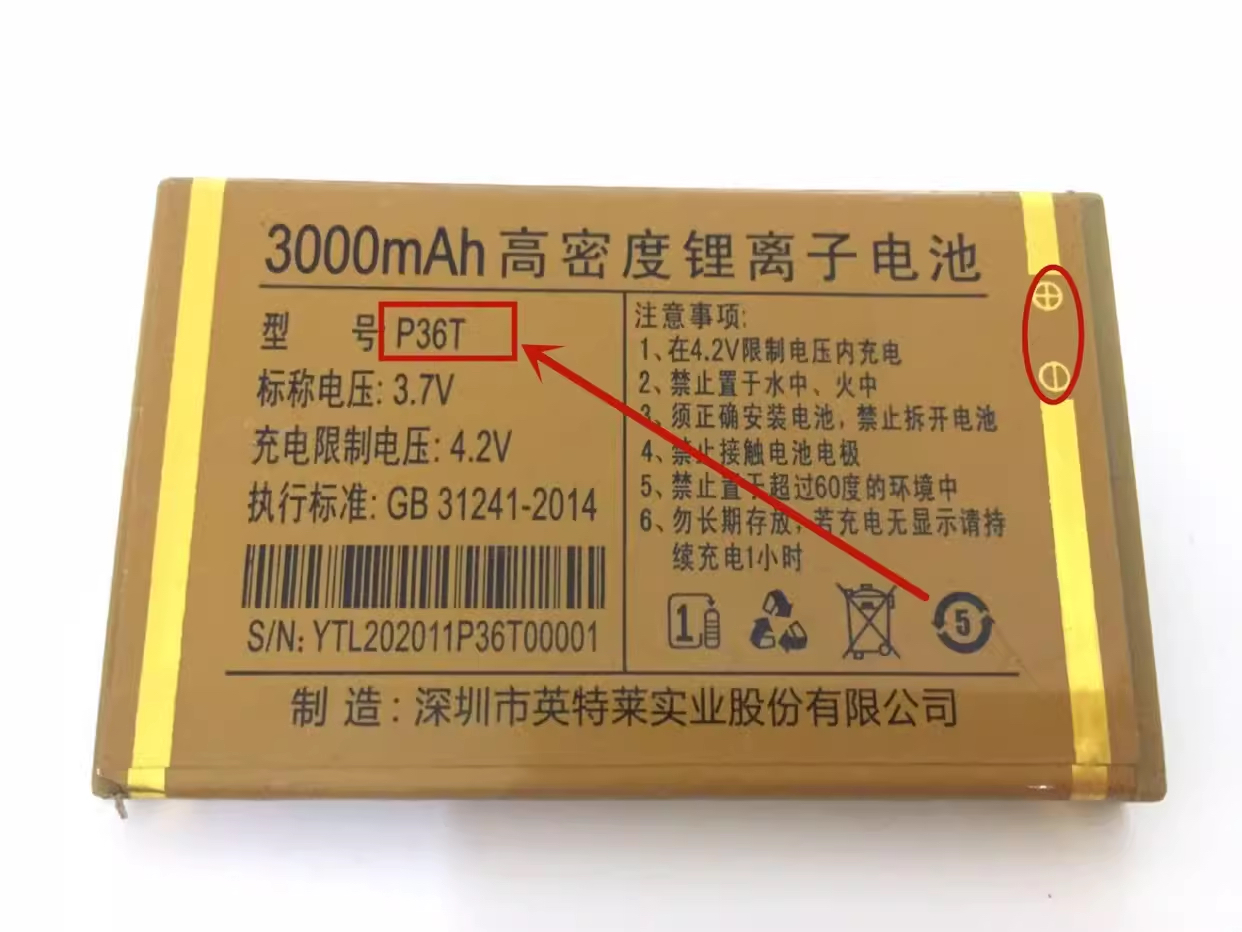 3000mAh高密度锂离子电池
型 号 P36T
标称电压: 3.7V
充电限制电压: 4.2V
执行标准: GB 31241-2014
S/N: YTL202011P36T00001
注意事项:
1、在4.2V限制电压内充电
2、禁止置于水中、火中
3、须正确安装电池，禁止拆开电池
4、禁止接触电池电极
5、禁止置于超过60度的环境中
6、勿长期存放，若充电无显示请持
续充电1小时
1
5
⊕
⊖
制 造 : 深圳市英特莱实业股份有限公司